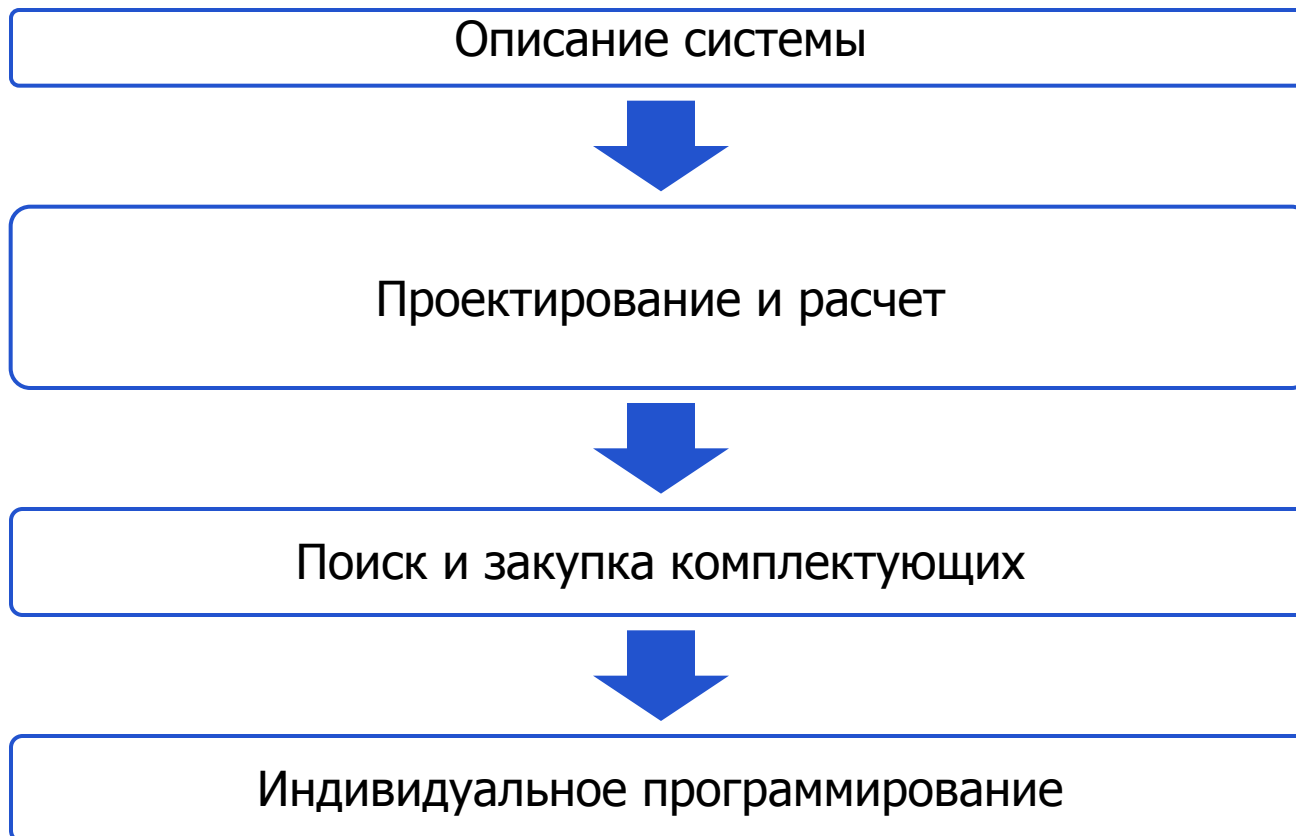 Описание системы
Проектирование и расчет
Поиск и закупка комплектующих
Индивидуальное программирование